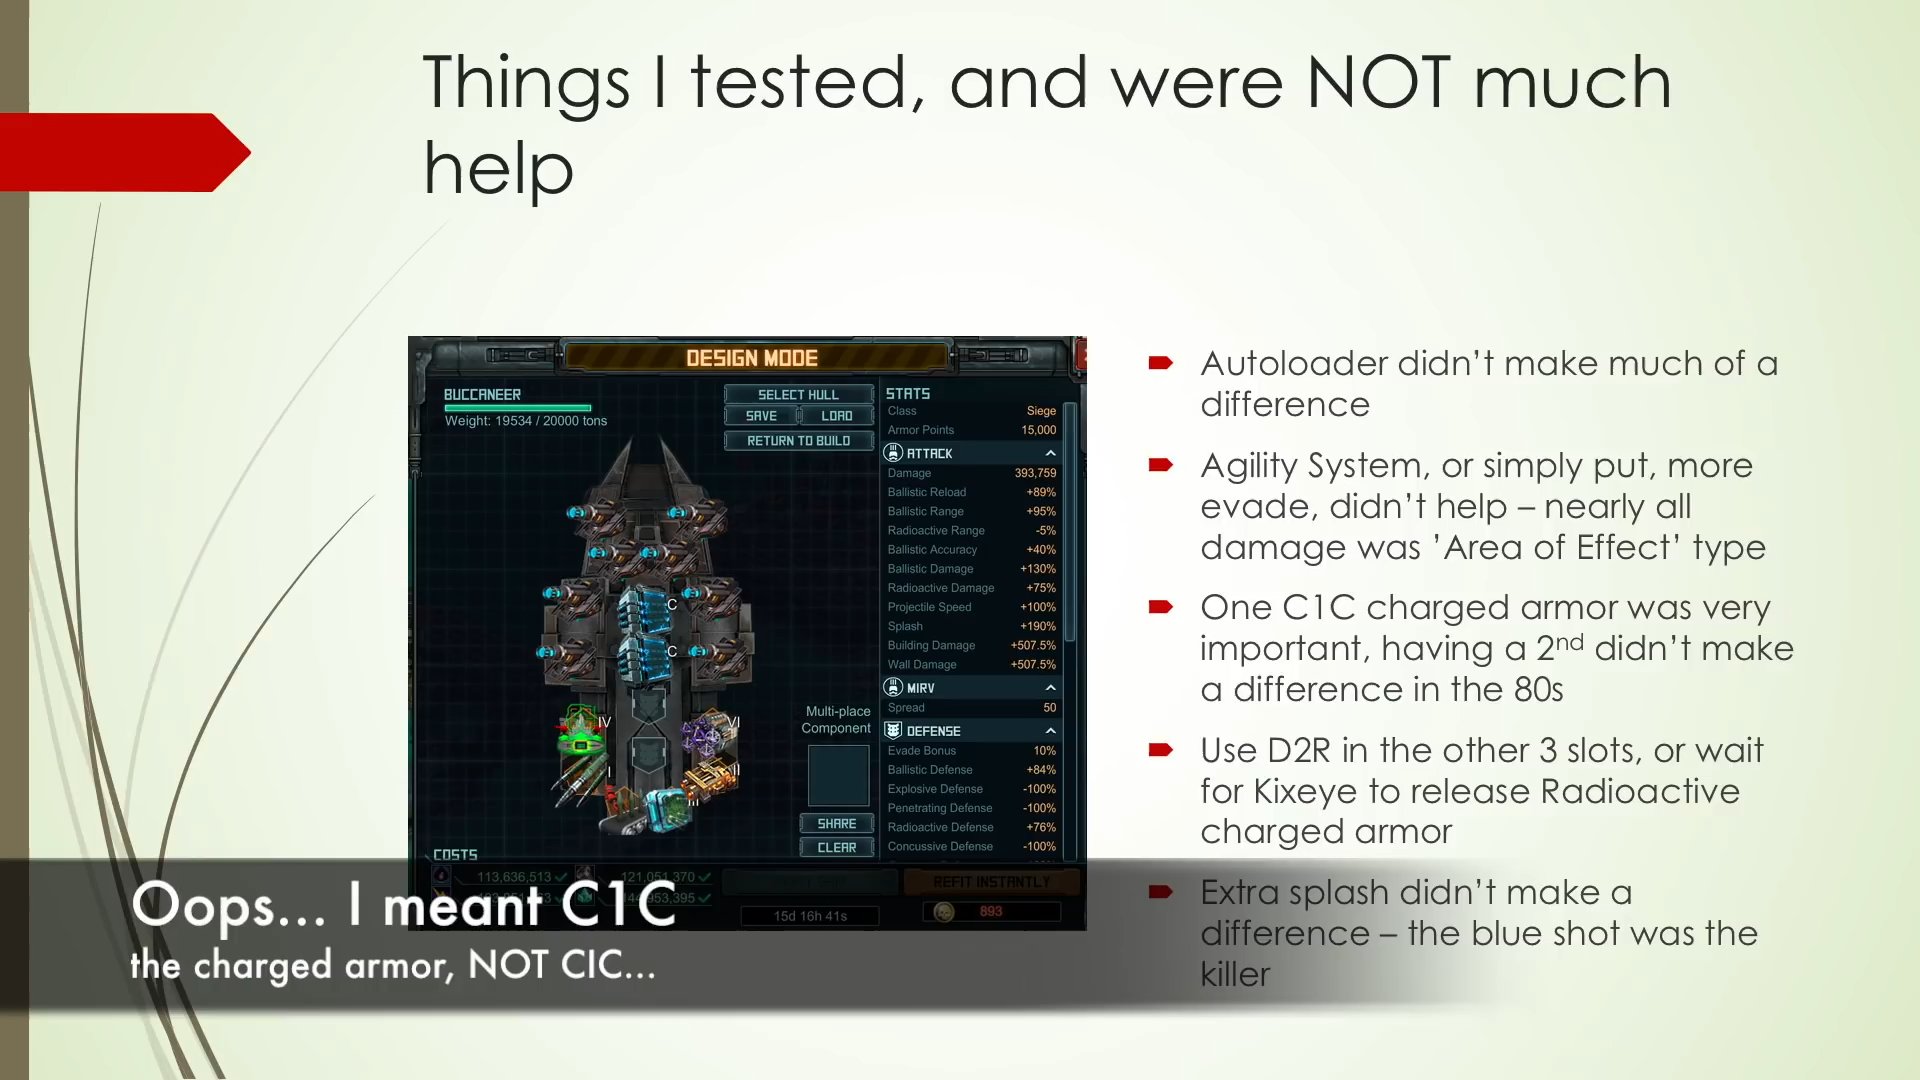 Things I tested, and were NOT much
help
DESIGN MODE
BUCCANEER
Weight: 19534 / 20000 tons
SELECT HULL
SAVE
LOAD
RETURN TO BUILD
C
C
IV
VI
I
II
III
Multi-place
Component
SHARE
CLEAR
STATS
Class Siege
Armor Points 15,000
ATTACK
Damage 393,759
Ballistic Reload +89%
Ballistic Range +95%
Radioactive Range -5%
Ballistic Accuracy +40%
Ballistic Damage +130%
Radioactive Damage +75%
Projectile Speed +100%
Splash +190%
Building Damage +507.5%
Wall Damage +507.5%
MIRV
Spread 50
DEFENSE
Evade Bonus 10%
Ballistic Defense +84%
Explosive Defense -100%
Penetrating Defense -100%
Radioactive Defense +76%
Concussive Defense -100%
COSTS
113,636,513
121,051,370
REFIT INSTANTLY
15d 16h 41s
893
Autoloader didn’t make much of a
difference
Agility System, or simply put, more
evade, didn’t help – nearly all
damage was ’Area of Effect’ type
One C1C charged armor was very
important, having a 2nd didn’t make
a difference in the 80s
Use D2R in the other 3 slots, or wait
for Kixeye to release Radioactive
charged armor
Extra splash didn’t make a
difference – the blue shot was the
killer
Oops... I meant C1C
the charged armor, NOT CIC...